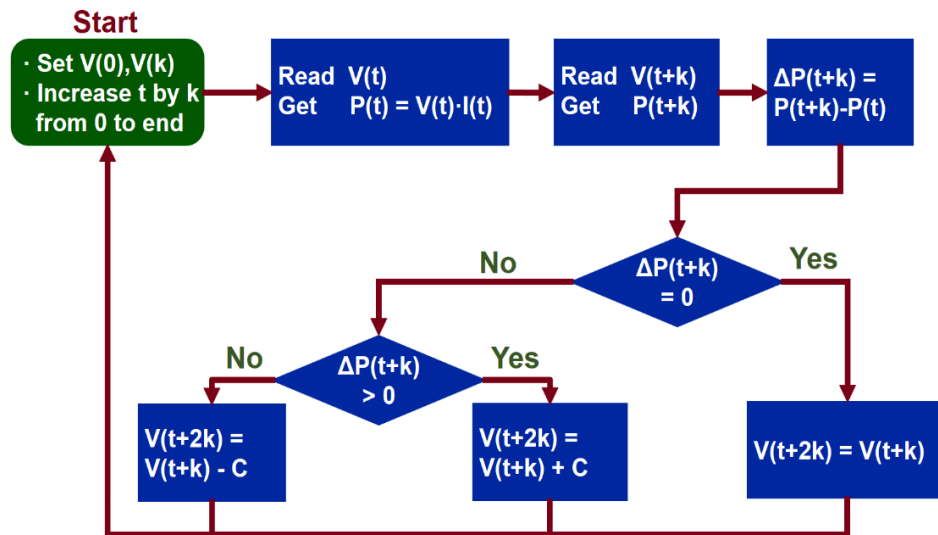 Start
· Set V(0),V(k)
· Increase t by k
from 0 to end
Read V(t)
Get P(t) = V(t)·I(t)
Read V(t+k)
Get P(t+k)
ΔP(t+k) =
P(t+k)-P(t)
No
ΔP(t+k)
= 0
Yes
No
ΔP(t+k)
> 0
Yes
V(t+2k) =
V(t+k) - C
V(t+2k) =
V(t+k) + C
V(t+2k) = V(t+k)